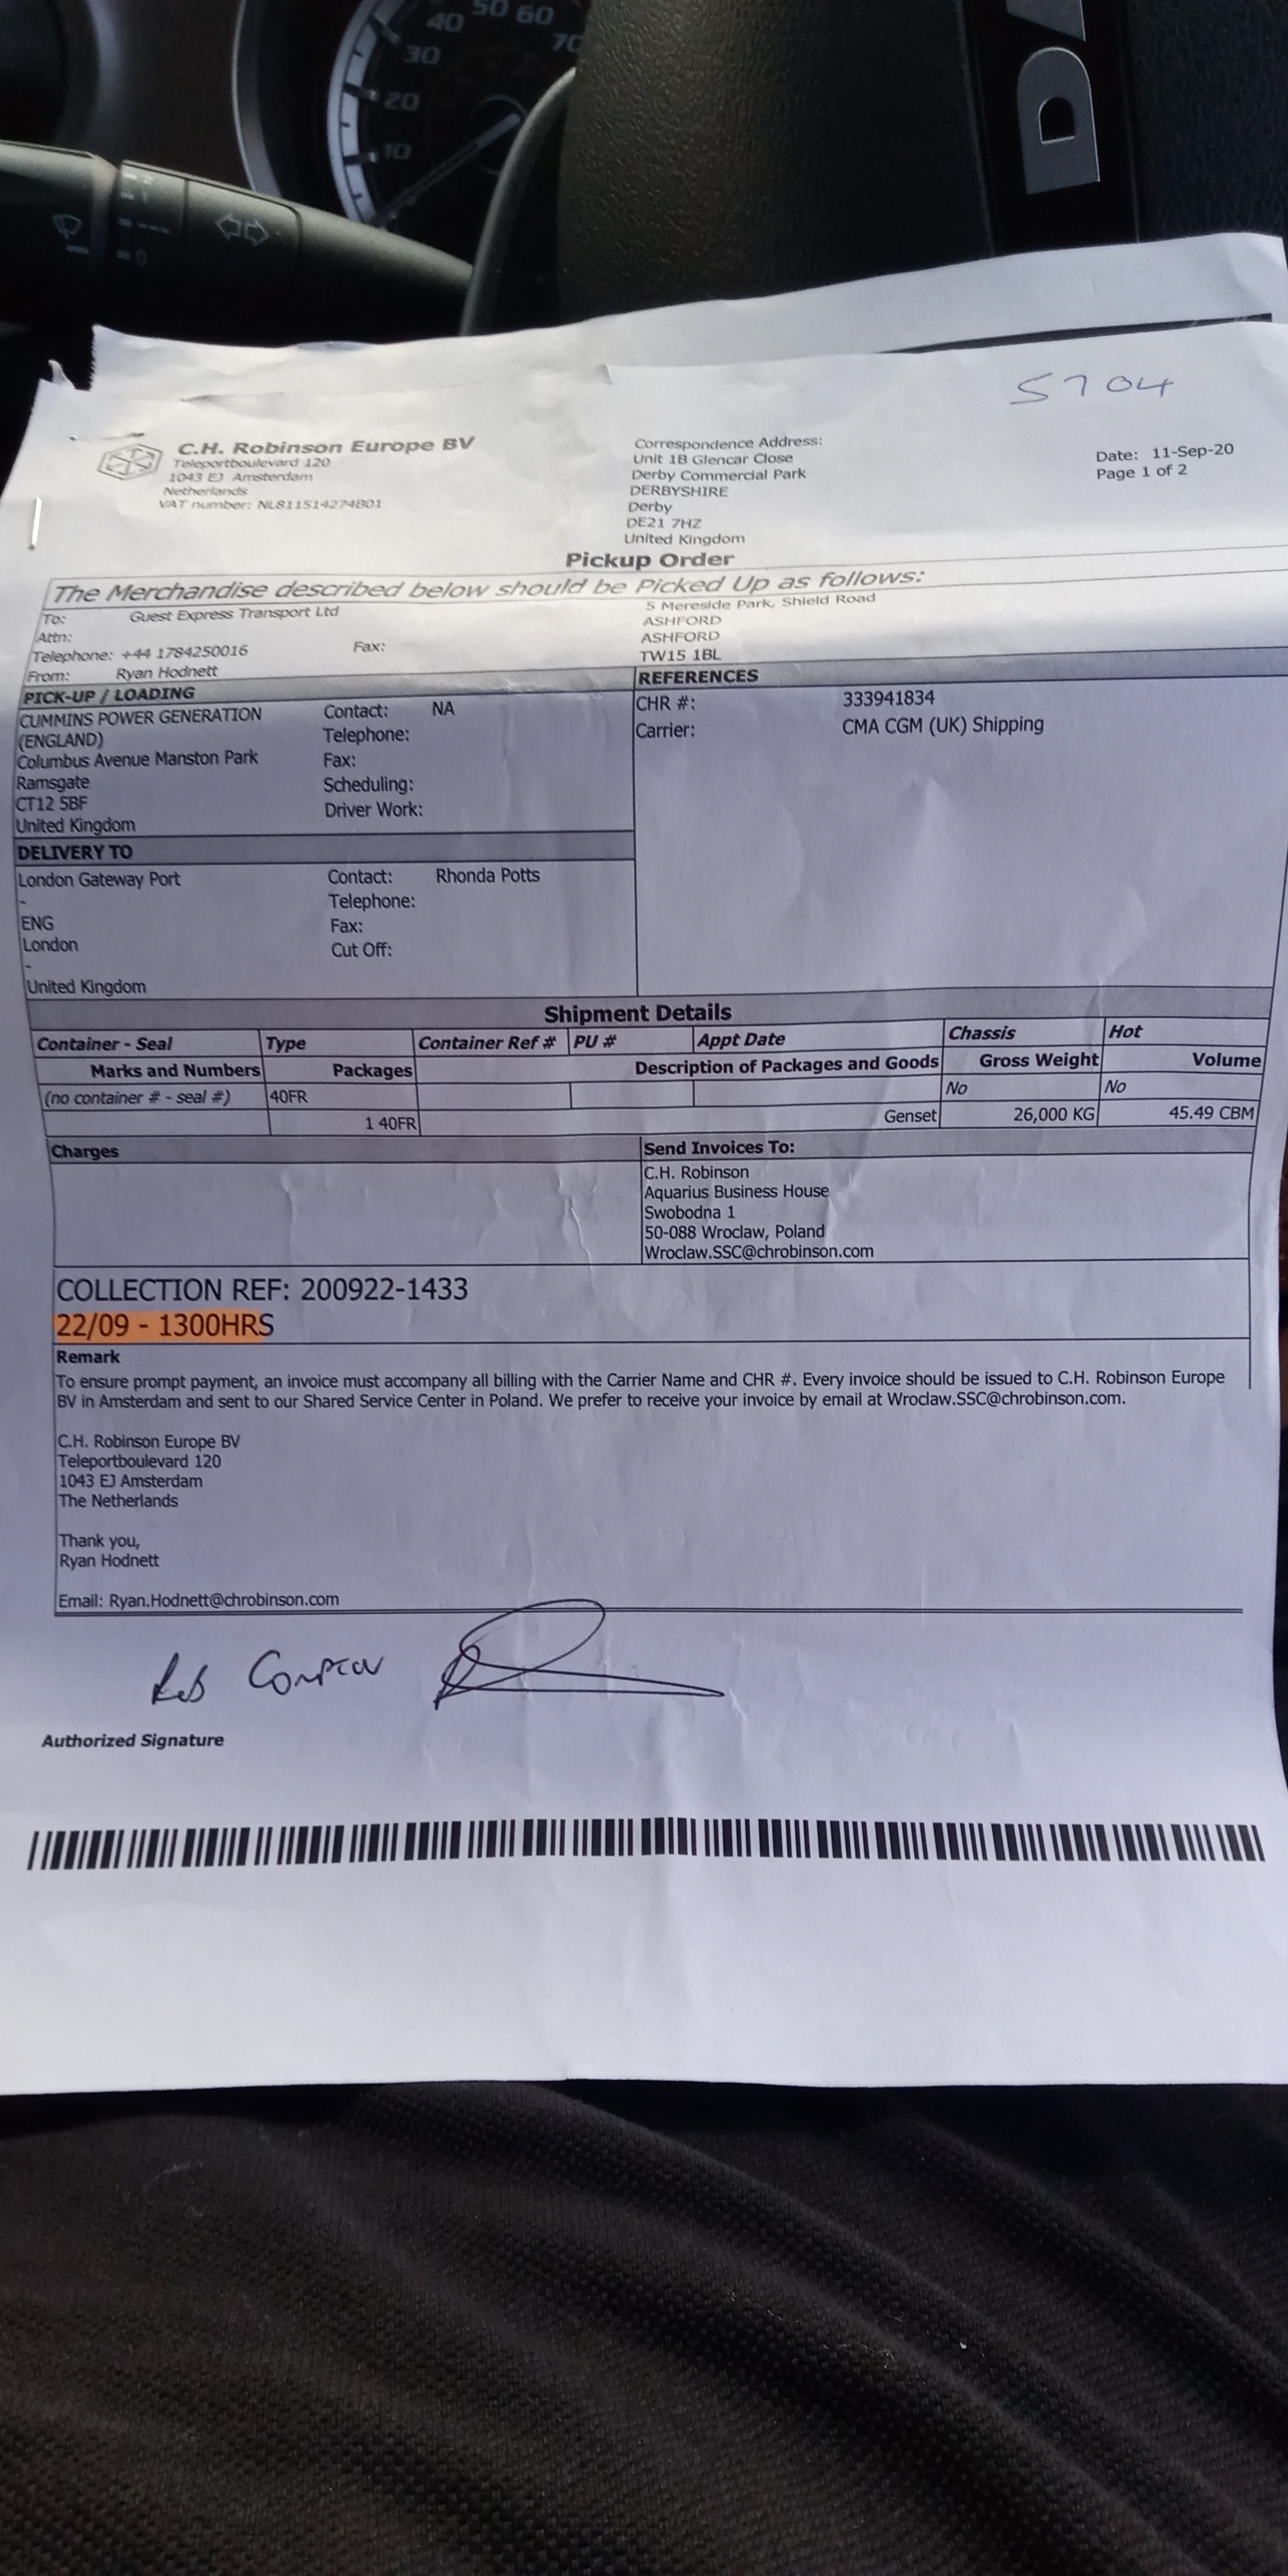 50 60
40
70
30
20
10
0
DA
5704
C.H. Robinson Europe BV
Teleportboulevard 120
1043 EJ Amsterdam
Netherlands
VAT number: NL811514274B01
Correspondence Address:
Unit 1B Glencar Close
Derby Commercial Park
DERBYSHIRE
Derby
DE21 7HZ
United Kingdom
Date: 11-Sep-20
Page 1 of 2
Pickup Order
The Merchandise described below should be Picked Up as follows:
To: Guest Express Transport Ltd
Attn:
Telephone: +44 1784250016 Fax:
From: Ryan Hodnett
5 Mereside Park, Shield Road
ASHFORD
ASHFORD
TW15 1BL
PICK-UP / LOADING
CUMMINS POWER GENERATION
(ENGLAND)
Columbus Avenue Manston Park
Ramsgate
CT12 5BF
United Kingdom
Contact: NA
Telephone:
Fax:
Scheduling:
Driver Work:
REFERENCES
CHR #: 333941834
Carrier: CMA CGM (UK) Shipping
DELIVERY TO
London Gateway Port
-
ENG
London
-
United Kingdom
Contact: Rhonda Potts
Telephone:
Fax:
Cut Off:
Shipment Details
Container - Seal Type Container Ref # PU # Appt Date Chassis Hot
Marks and Numbers Packages Description of Packages and Goods Gross Weight Volume
(no container # - seal #) 40FR No No
1 40FR Genset 26,000 KG 45.49 CBM
Charges
Send Invoices To:
C.H. Robinson
Aquarius Business House
Swobodna 1
50-088 Wroclaw, Poland
Wroclaw.SSC@chrobinson.com
COLLECTION REF: 200922-1433
22/09 - 1300HRS
Remark
To ensure prompt payment, an invoice must accompany all billing with the Carrier Name and CHR #. Every invoice should be issued to C.H. Robinson Europe
BV in Amsterdam and sent to our Shared Service Center in Poland. We prefer to receive your invoice by email at Wroclaw.SSC@chrobinson.com.
C.H. Robinson Europe BV
Teleportboulevard 120
1043 EJ Amsterdam
The Netherlands
Thank you,
Ryan Hodnett
Email: Ryan.Hodnett@chrobinson.com
Rob
Authorized Signature